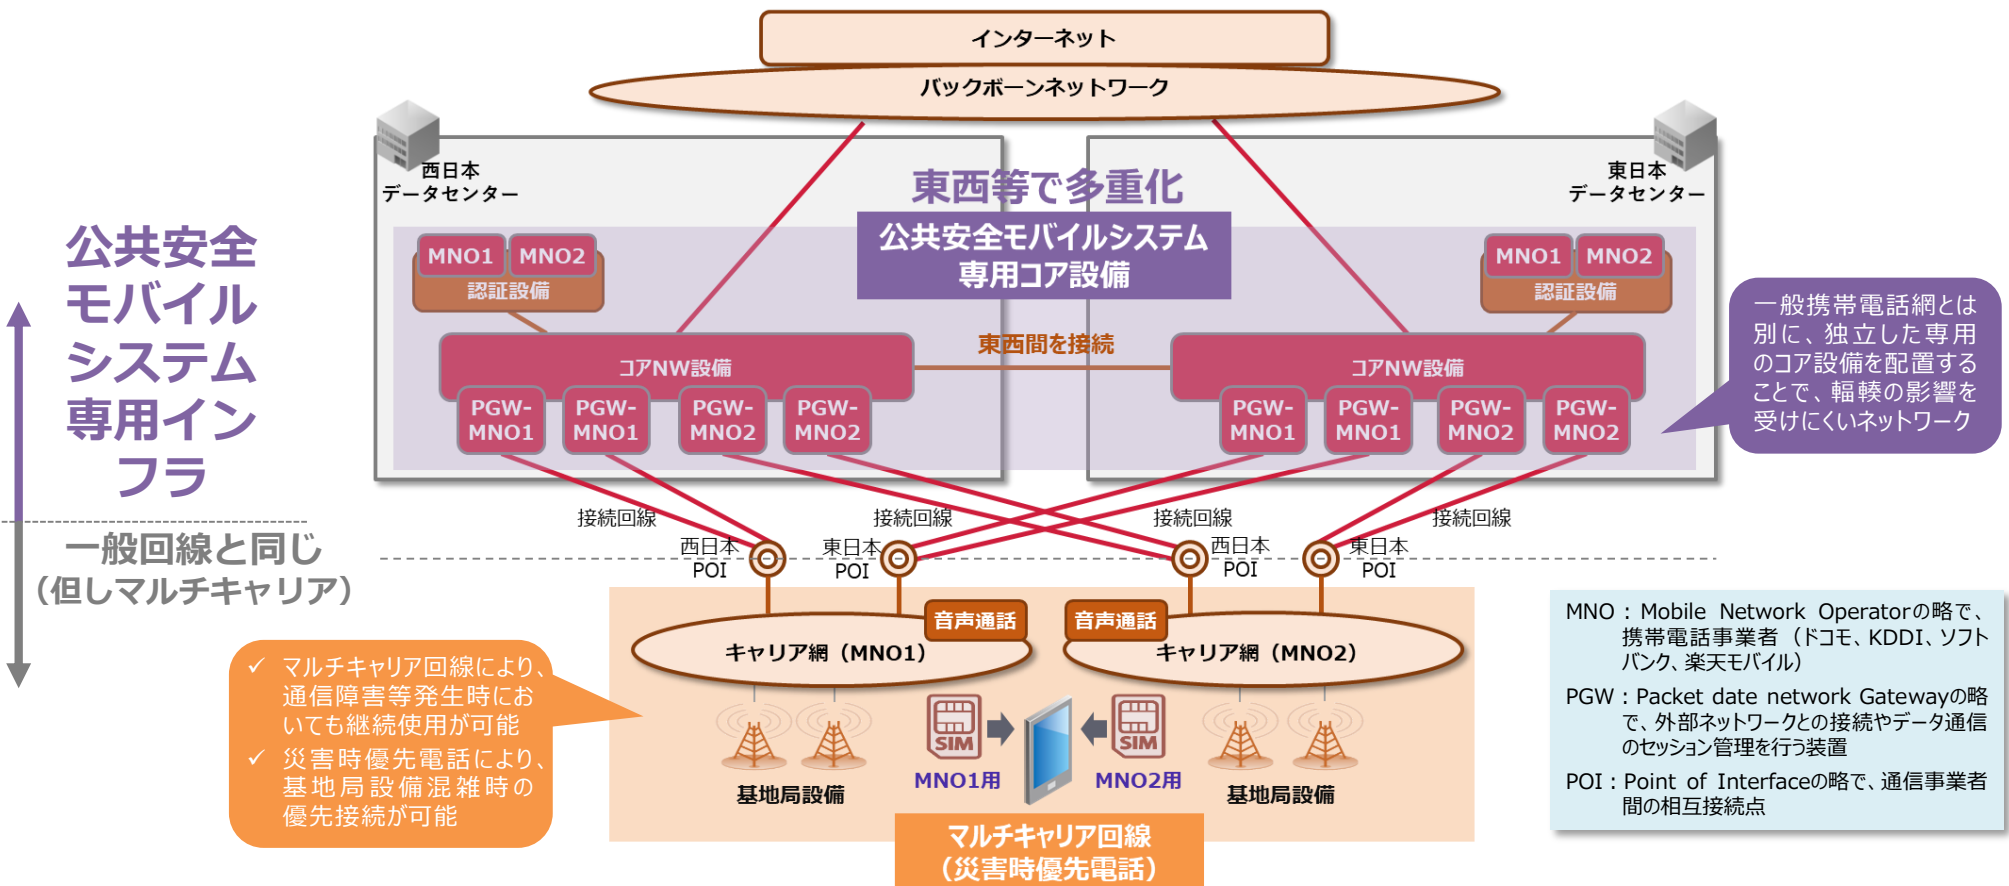 インターネット
バックボーンネットワーク
西日本
データセンター
東日本
データセンター
東西等で多重化
公共安全モバイルシステム
専用コア設備
公共安全
モバイル
システム
専用イン
フラ
MNO1
MNO2
認証設備
MNO1
MNO2
認証設備
東西間を接続
コアNW設備
コアNW設備
PGW-
MNO1
PGW-
MNO1
PGW-
MNO2
PGW-
MNO2
PGW-
MNO1
PGW-
MNO1
PGW-
MNO2
PGW-
MNO2
一般携帯電話網とは
別に、独立した専用
のコア設備を配置する
ことで、輻輳の影響を
受けにくいネットワーク
接続回線
接続回線
接続回線
接続回線
一般回線と同じ
（但しマルチキャリア）
西日本
POI
東日本
POI
西日本
POI
東日本
POI
音声通話
音声通話
キャリア網（MNO1）
キャリア網（MNO2）
✓ マルチキャリア回線により、
通信障害等発生時にお
いても継続使用が可能
✓ 災害時優先電話により、
基地局設備混雑時の
優先接続が可能
SIM
SIM
MNO1用
MNO2用
基地局設備
基地局設備
マルチキャリア回線
（災害時優先電話）
MNO：Mobile Network Operatorの略で、
携帯電話事業者（ドコモ、KDDI、ソフト
バンク、楽天モバイル）
PGW：Packet date network Gatewayの略
で、外部ネットワークとの接続やデータ通信
のセッション管理を行う装置
POI：Point of Interfaceの略で、通信事業者
間の相互接続点